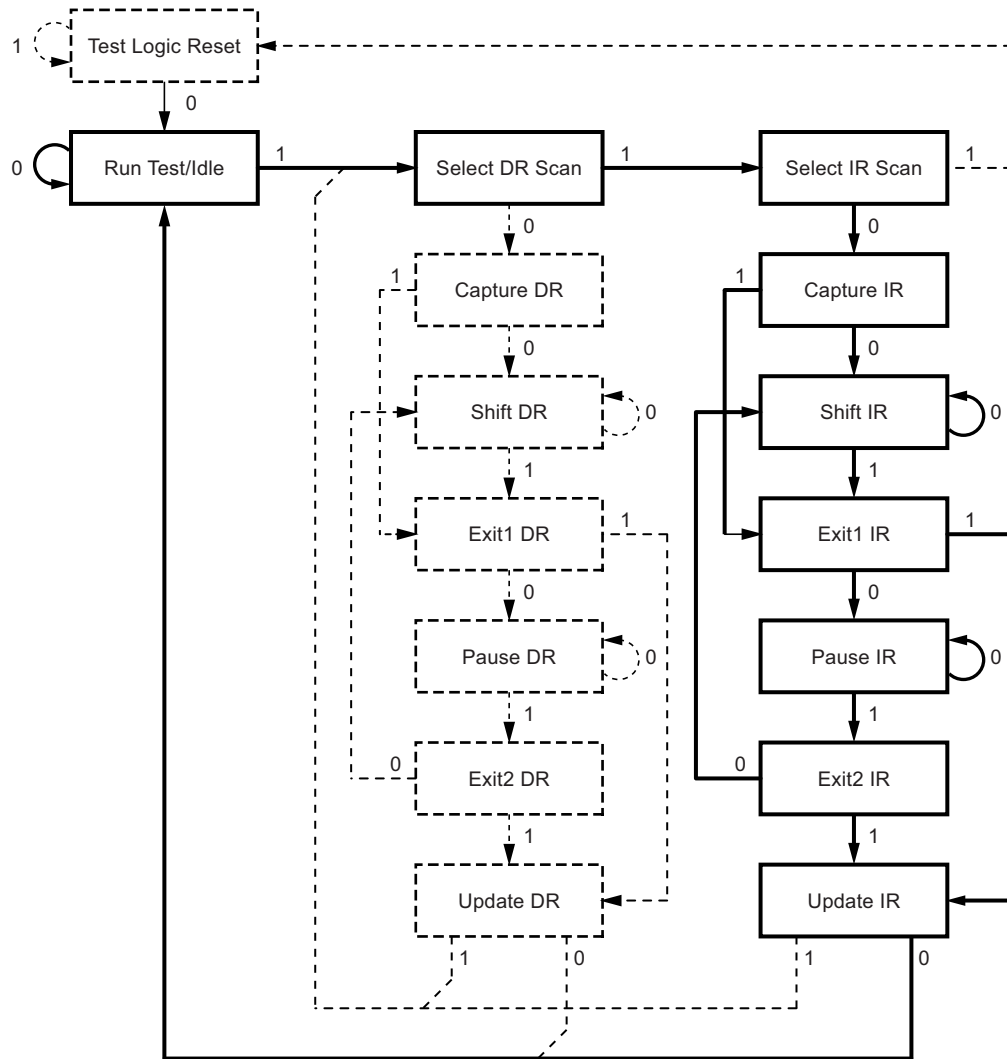 Test Logic Reset
1
0
Run Test/Idle
0
1
Select DR Scan
1
Select IR Scan
1
0
0
Capture DR
1
Capture IR
1
0
0
Shift DR
0
Shift IR
0
1
1
Exit1 DR
1
Exit1 IR
1
0
0
Pause DR
0
Pause IR
0
1
1
Exit2 DR
0
Exit2 IR
0
1
1
Update DR
Update IR
1
0
1
0